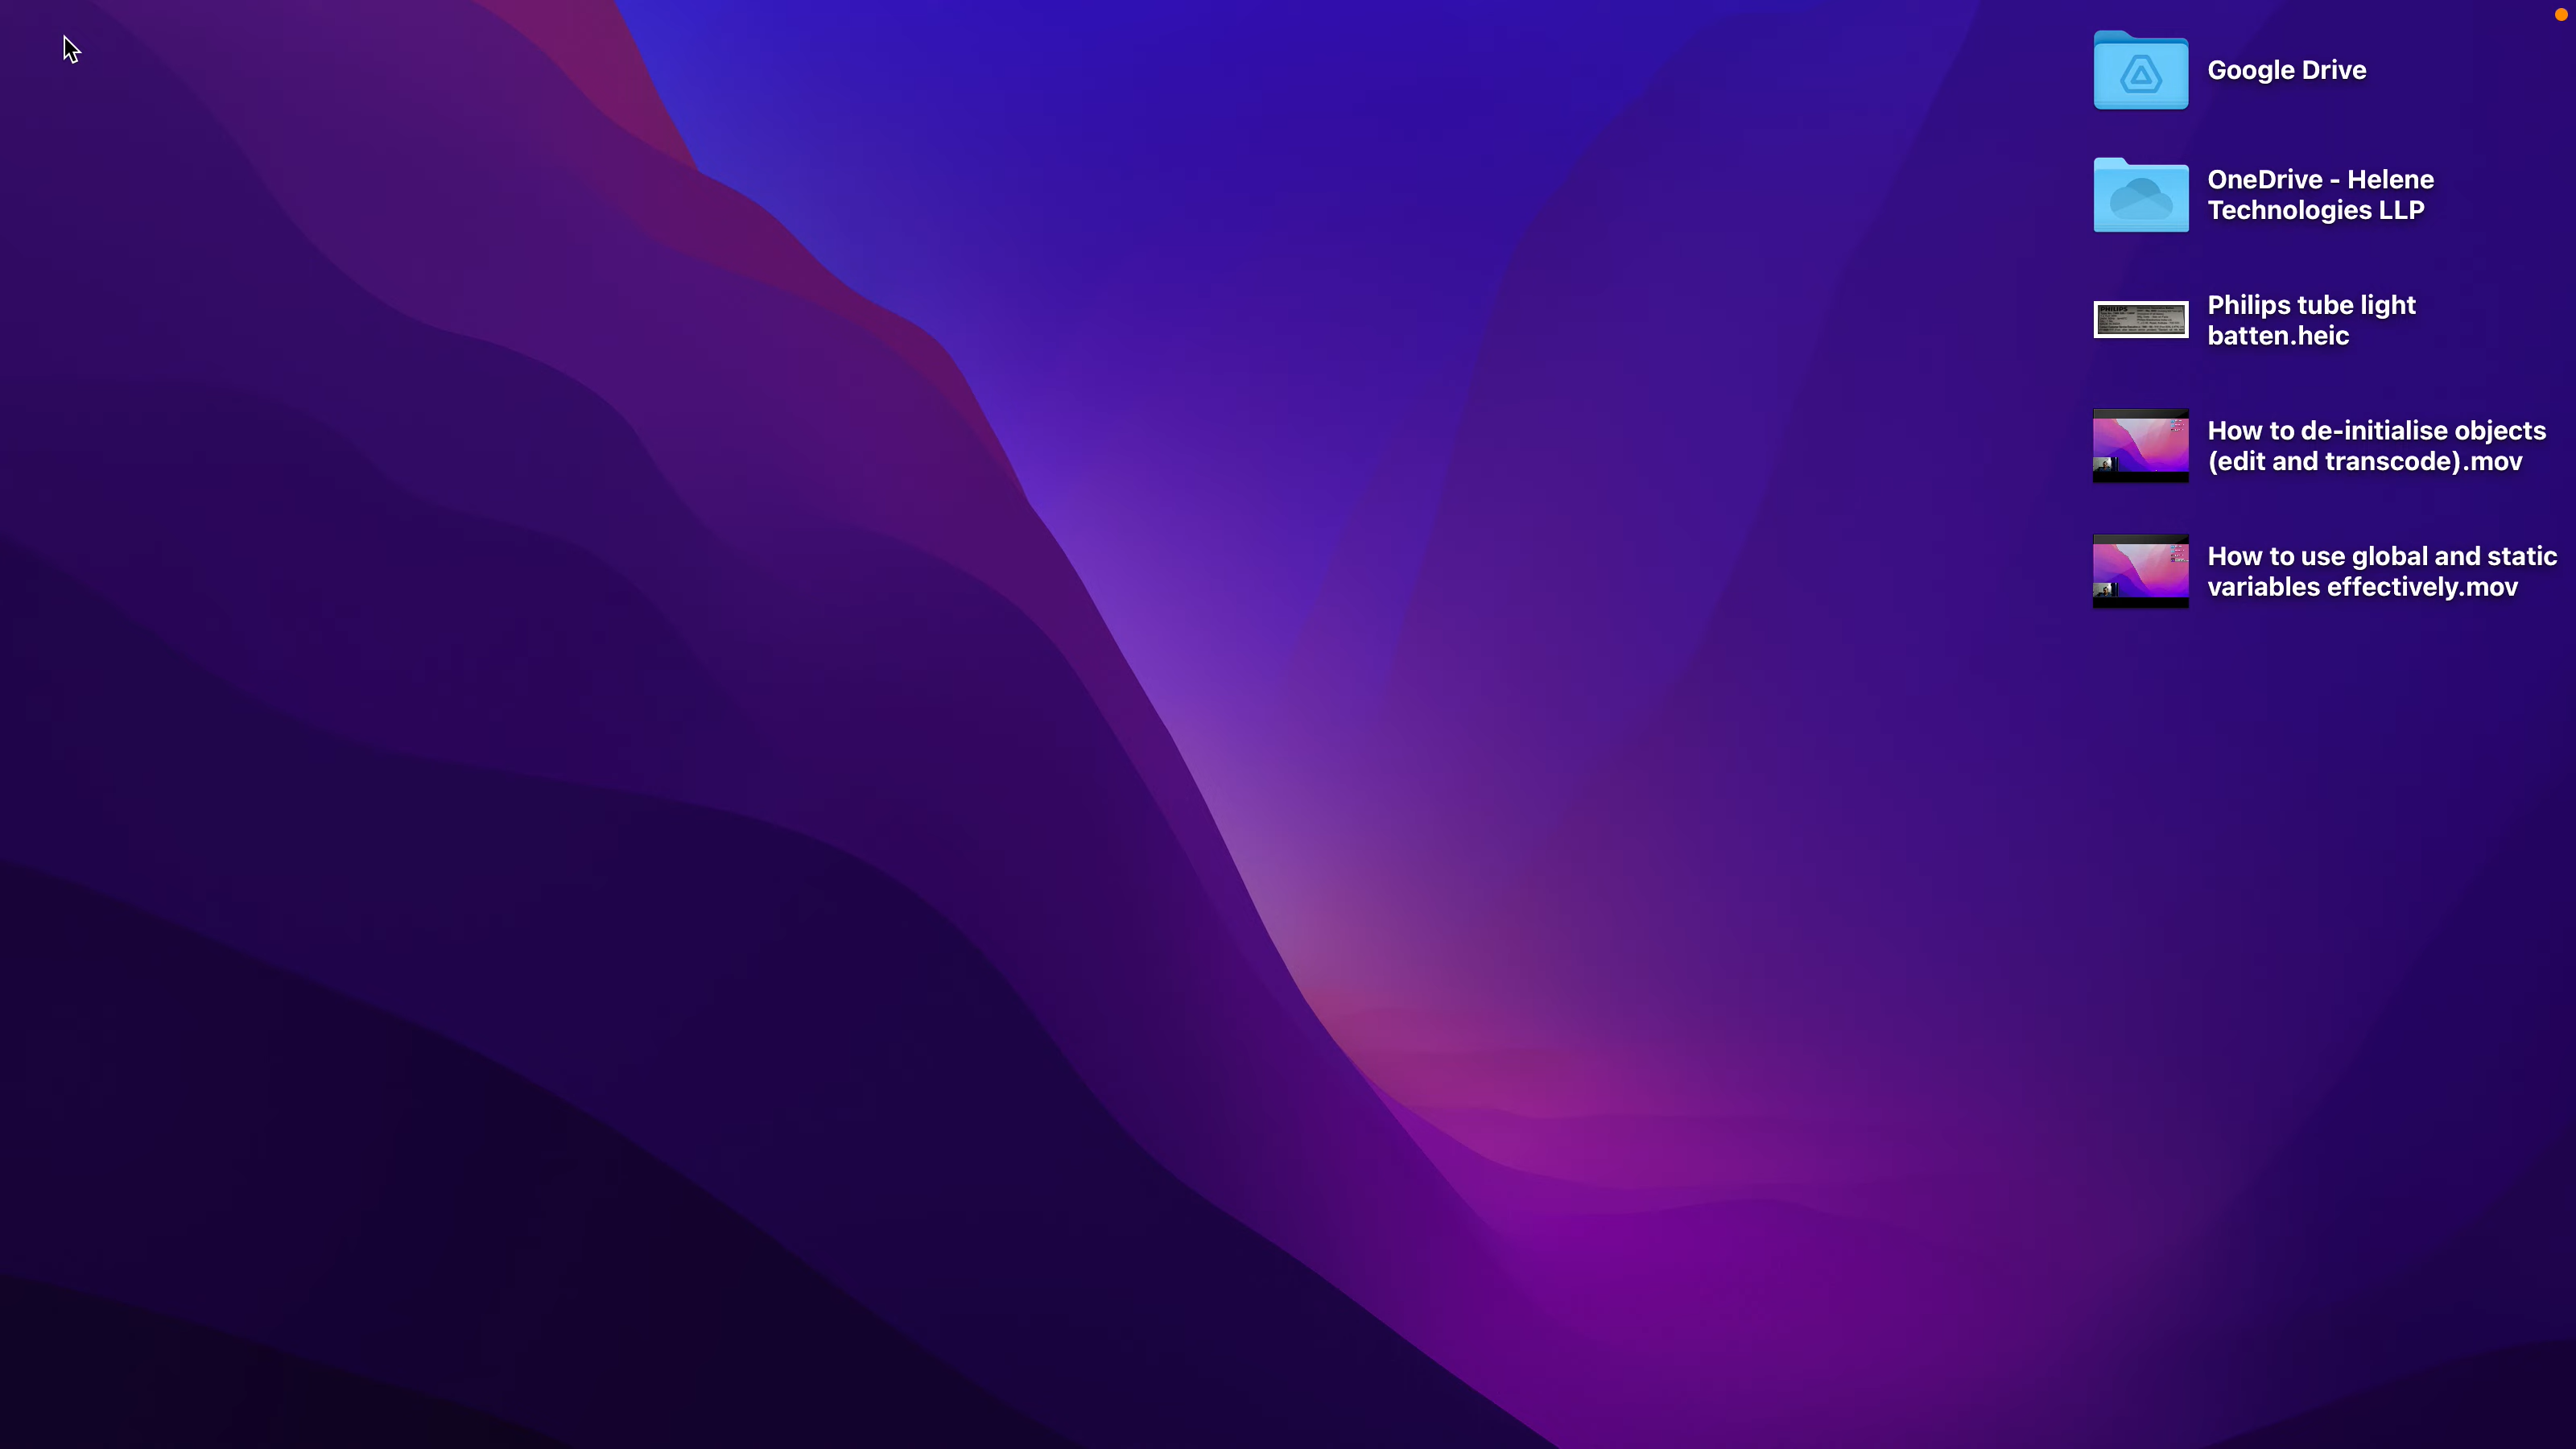 Google Drive
OneDrive - Helene
Technologies LLP
Philips tube light
batten.heic
How to de-initialise objects
(edit and transcode).mov
How to use global and static
variables effectively.mov